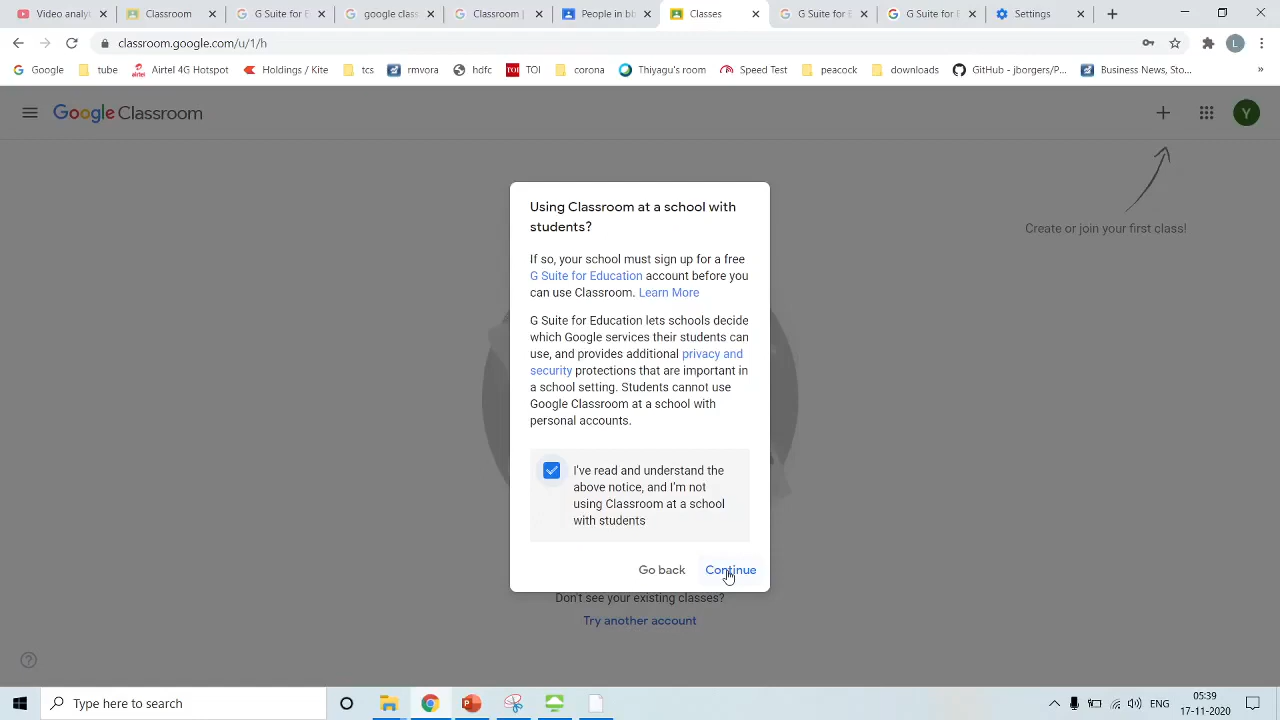 Video analy
Classroom
G Suite for E
google clas
Classroom |
People in bb
Classes
G Suite for E
G Suite for E
Settings
classroom.google.com/u/1/h
L
Google
tube
Airtel 4G Hotspot
Holdings / Kite
tcs
rmvora
hdfc
TOI
TOI
corona
Thiyagu's room
Speed Test
peacock
downloads
GitHub - jborgers/P...
Business News, Sto...
»
Google Classroom
Y
Create or join your first class!
Using Classroom at a school with
students?
If so, your school must sign up for a free
G Suite for Education account before you
can use Classroom. Learn More
G Suite for Education lets schools decide
which Google services their students can
use, and provides additional privacy and
security protections that are important in
a school setting. Students cannot use
Google Classroom at a school with
personal accounts.
I've read and understand the
above notice, and I'm not
using Classroom at a school
with students
Go back
Continue
Don't see your existing classes?
Try another account
Type here to search
ENG
05:39
17-11-2020